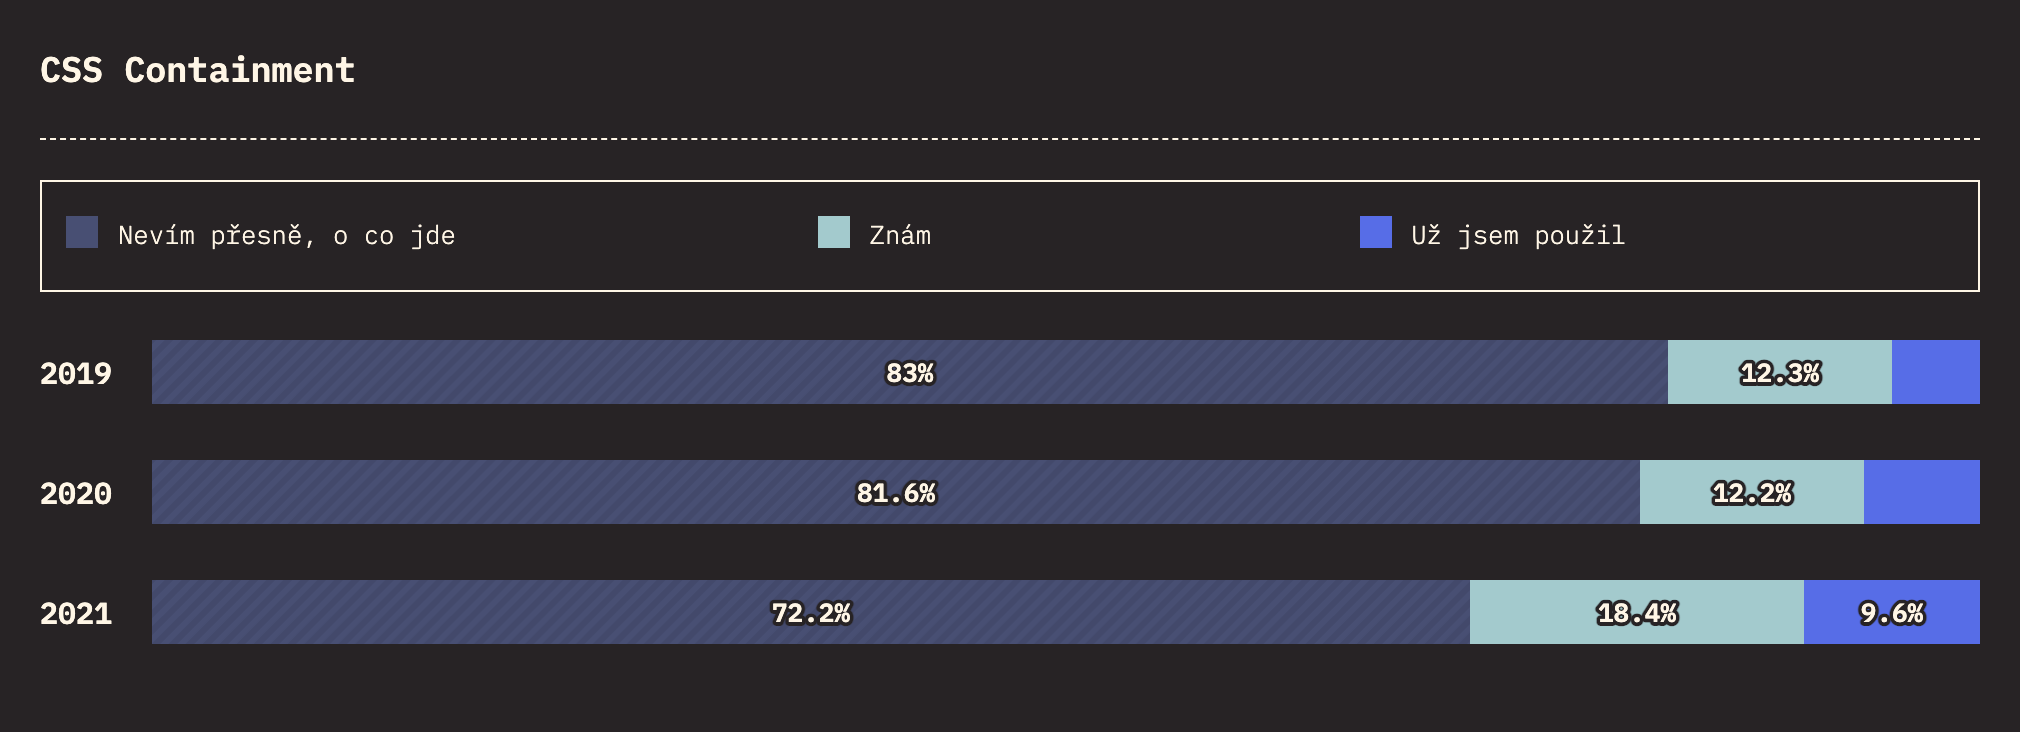 CSS Containment
Nevím přesně, o co jde Znám Už jsem použil
2019 83% 12.3%
2020 81.6% 12.2%
2021 72.2% 18.4% 9.6%